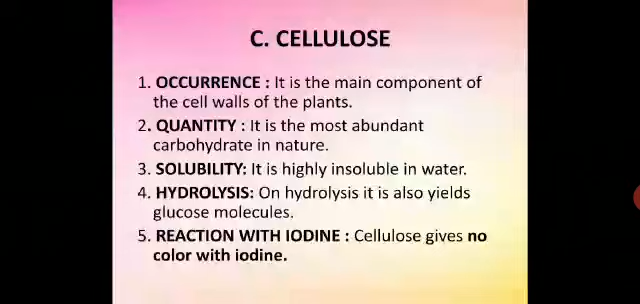 C. CELLULOSE
1. OCCURRENCE : It is the main component of
the cell walls of the plants.
2. QUANTITY : It is the most abundant
carbohydrate in nature.
3. SOLUBILITY: It is highly insoluble in water.
4. HYDROLYSIS: On hydrolysis it is also yields
glucose molecules.
5. REACTION WITH IODINE : Cellulose gives no
color with iodine.